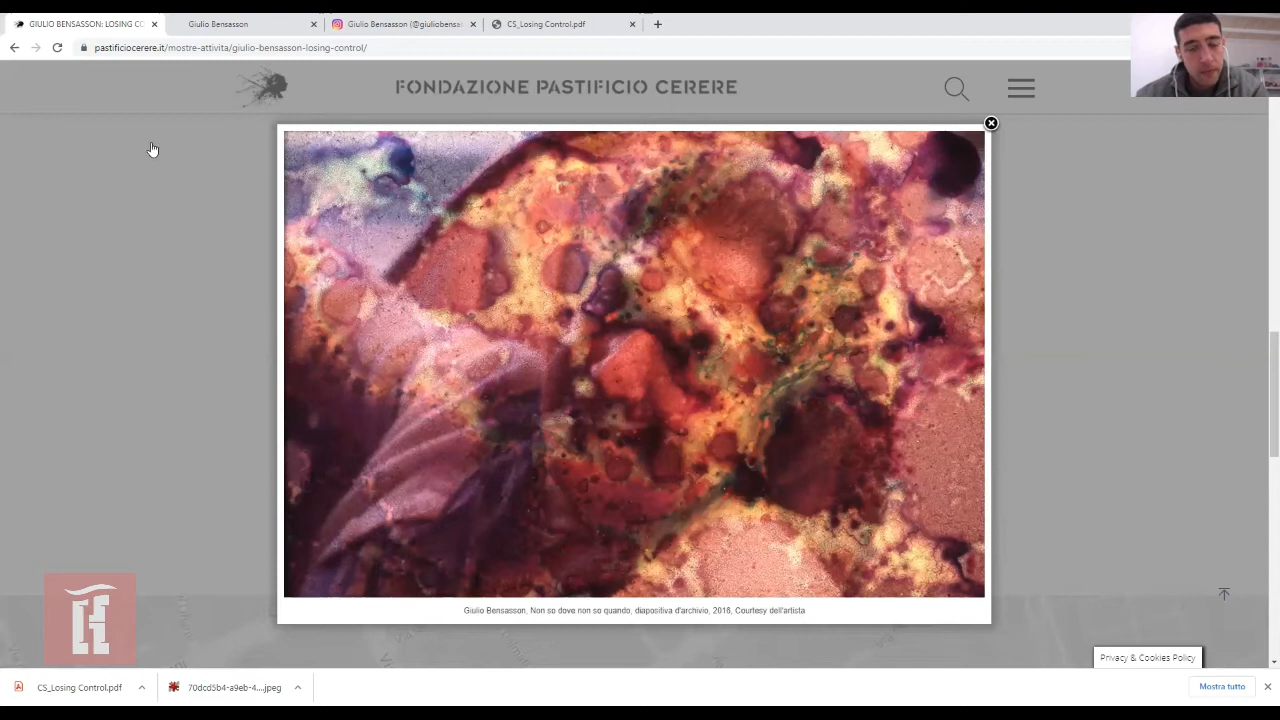 GIULIO BENSASSON: LOSING CO
Giulio Bensasson
Giulio Bensasson (@giuliobensas
CS_Losing Control.pdf
pastificiocerere.it/mostre-attivita/giulio-bensasson-losing-control/
FONDAZIONE PASTIFICIO CERERE
Giulio Bensasson, Non so dove non so quando, diapositiva d'archivio, 2016, Courtesy dell'artista
Privacy & Cookies Policy
CS_Losing Control.pdf
70dcd5b4-a9eb-4....jpeg
Mostra tutto